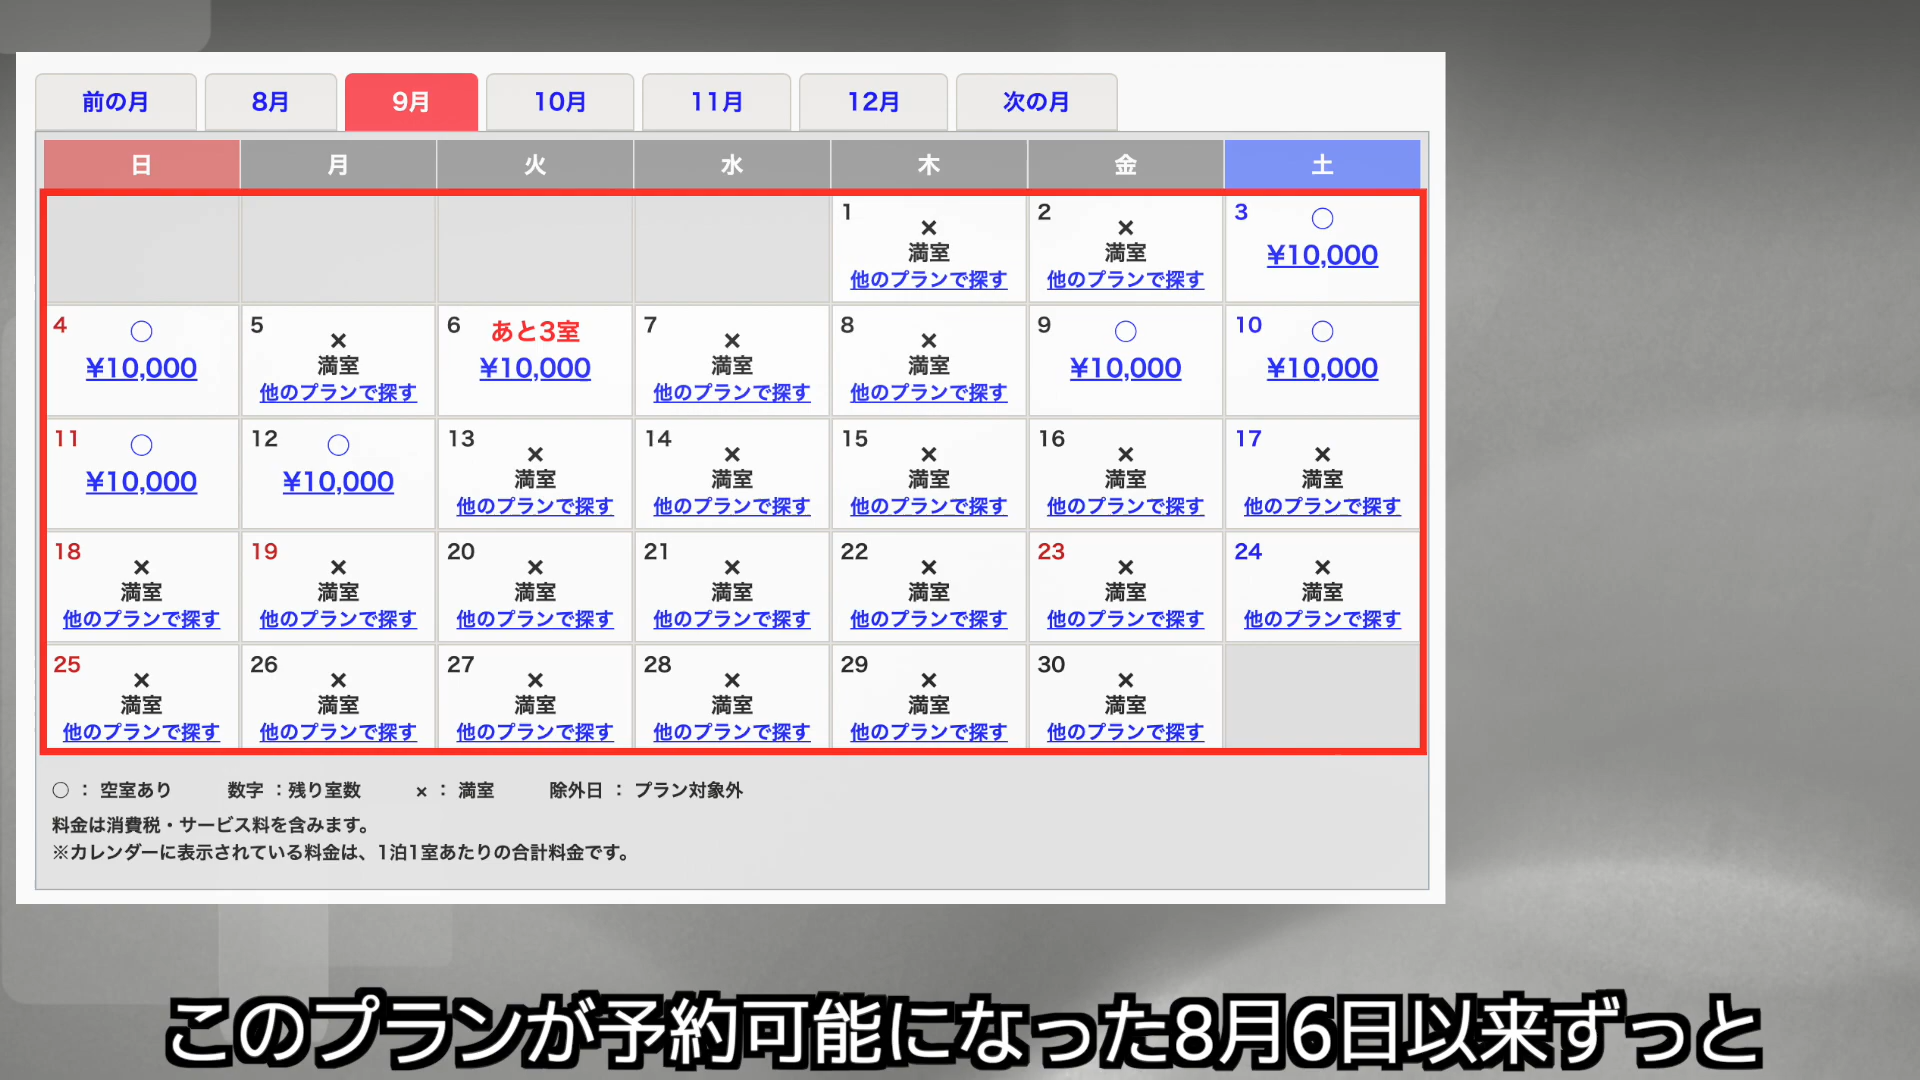 前の月 8月 9月 10月 11月 12月 次の月
日 月 火 水 木 金 土
1 × 満室 他のプランで探す
2 × 満室 他のプランで探す
3 ○ ¥10,000
4 ○ ¥10,000
5 × 満室 他のプランで探す
6 あと3室 ¥10,000
7 × 満室 他のプランで探す
8 × 満室 他のプランで探す
9 ○ ¥10,000
10 ○ ¥10,000
11 ○ ¥10,000
12 ○ ¥10,000
13 × 満室 他のプランで探す
14 × 満室 他のプランで探す
15 × 満室 他のプランで探す
16 × 満室 他のプランで探す
17 × 満室 他のプランで探す
18 × 満室 他のプランで探す
19 × 満室 他のプランで探す
20 × 満室 他のプランで探す
21 × 満室 他のプランで探す
22 × 満室 他のプランで探す
23 × 満室 他のプランで探す
24 × 満室 他のプランで探す
25 × 満室 他のプランで探す
26 × 満室 他のプランで探す
27 × 満室 他のプランで探す
28 × 満室 他のプランで探す
29 × 満室 他のプランで探す
30 × 満室 他のプランで探す
○ : 空室あり 数字 :残り室数 × : 満室 除外日 : プラン対象外
料金は消費税・サービス料を含みます。
※カレンダーに表示されている料金は、1泊1室あたりの合計料金です。
このプランが予約可能になった8月6日以来ずっと